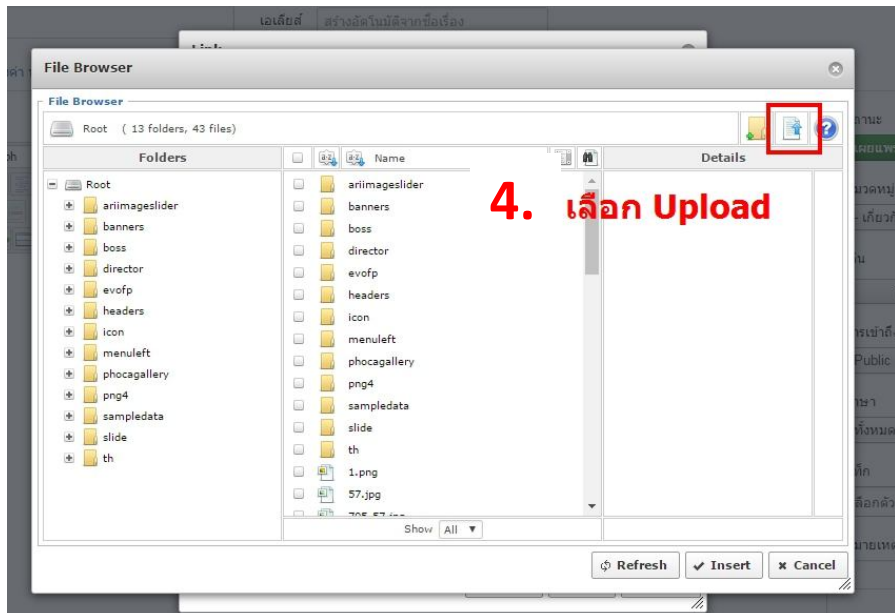 เอเลียส์ สร้างอัตโนมัติจากชื่อเรื่อง
File Browser
File Browser
Root ( 13 folders, 43 files)
Folders
Name
Details
Root
ariimageslider
banners
boss
director
evofp
headers
icon
menuleft
phocagallery
png4
sampledata
slide
th
ariimageslider
banners
boss
director
evofp
headers
icon
menuleft
phocagallery
png4
sampledata
slide
th
1.png
57.jpg
4. เลือก Upload
Show All
Refresh
Insert
Cancel
Public